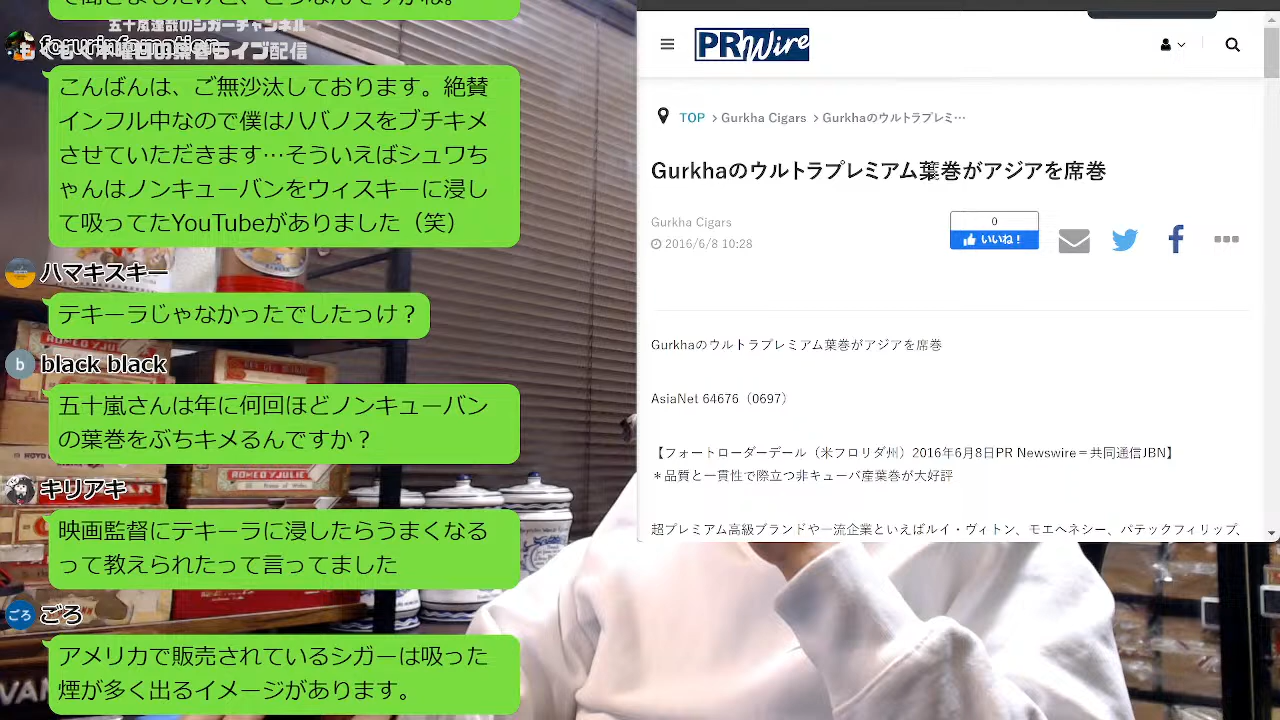 五十嵐達哉のシガーチャンネル
こんばんは、ご無沙汰しております。絶賛
インフル中なので僕はハバノスをブチキメ
させていただきます…そういえばシュワち
ゃんはノンキューバンをウィスキーに浸し
て吸ってたYouTubeがありました（笑）
ハマキスキー
テキーラじゃなかったでしたっけ？
b
black black
五十嵐さんは年に何回ほどノンキューバン
の葉巻をぶちキメるんですか？
キリアキ
映画監督にテキーラに浸したらうまくなる
って教えられたって言ってました
ごろ
ごろ
アメリカで販売されているシガーは吸った
煙が多く出るイメージがあります。
ROMEO Y JULIETA
ROMEO Y JULIE
PRWire
TOP > Gurkha Cigars > Gurkhaのウルトラプレミ…
Gurkhaのウルトラプレミアム葉巻がアジアを席巻
Gurkha Cigars
2016/6/8 10:28
0
いいね！
Gurkhaのウルトラプレミアム葉巻がアジアを席巻
AsiaNet 64676（0697）
【フォートローダーデール（米フロリダ州）2016年6月8日PR Newswire＝共同通信JBN】
＊品質と一貫性で際立つ非キューバ産葉巻が大好評
超プレミアム高級ブランドや一流企業といえばルイ・ヴィトン、モエヘネシー、パテックフィリップ、